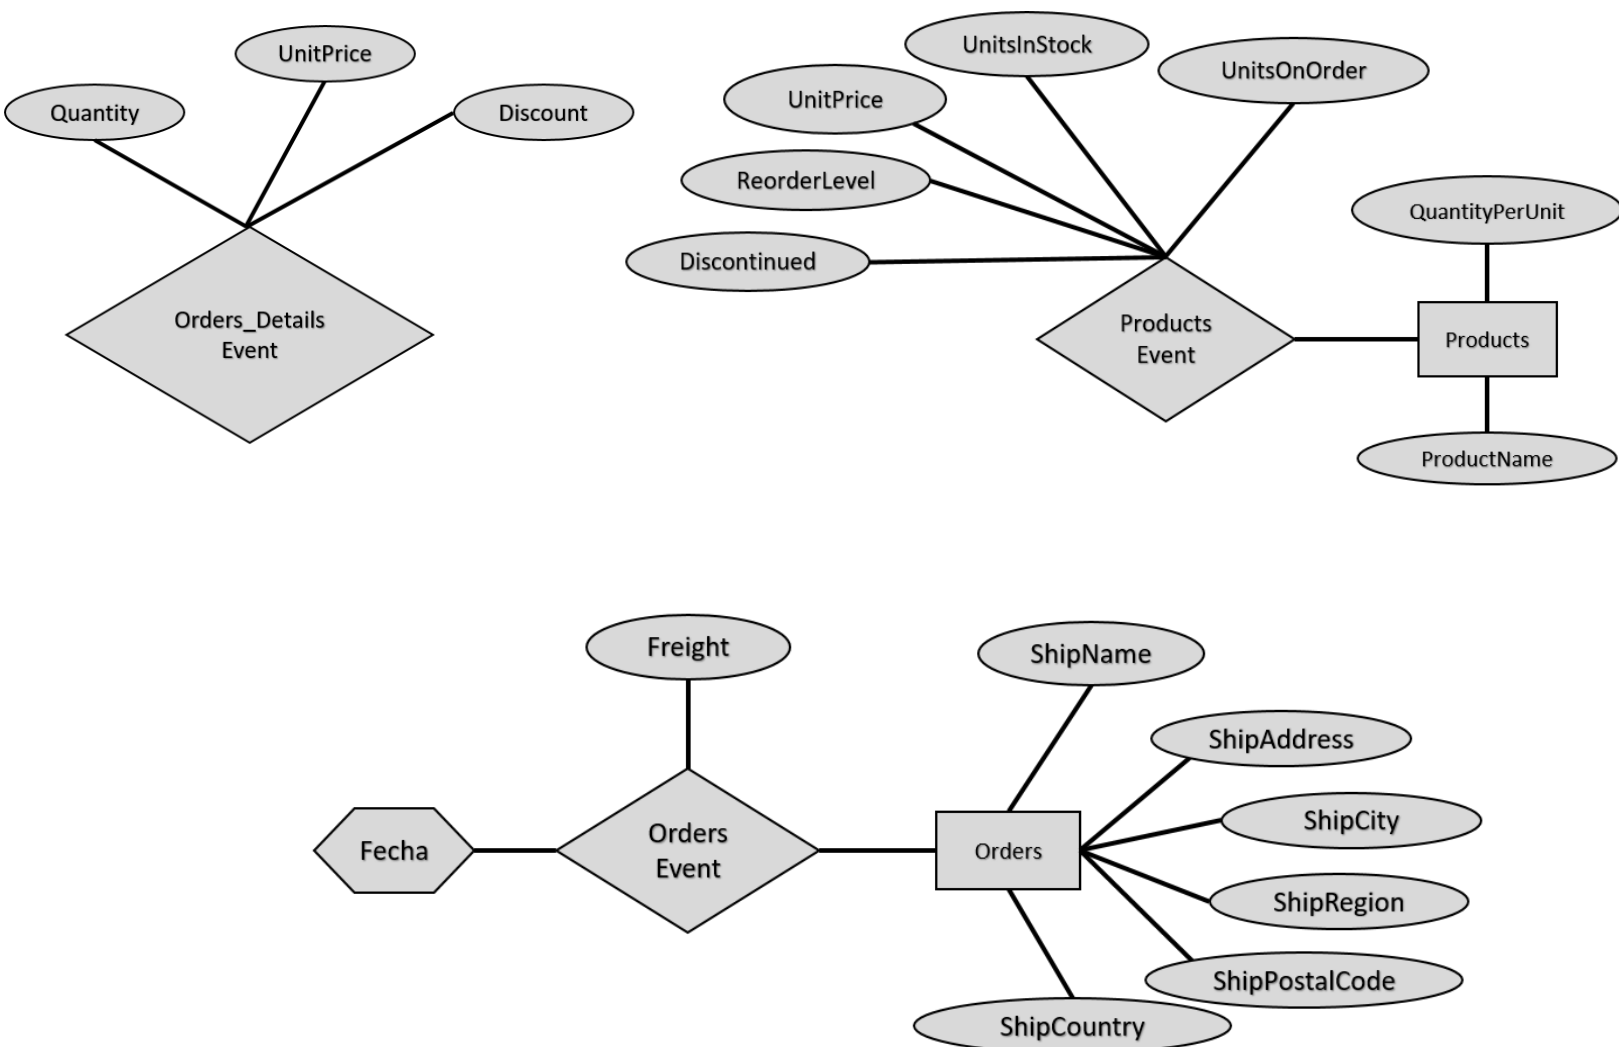 UnitPrice
Quantity
Discount
Orders_Details
Event
UnitsInStock
UnitsOnOrder
UnitPrice
ReorderLevel
Discontinued
Products
Event
QuantityPerUnit
Products
ProductName
Freight
Fecha
Orders
Event
Orders
ShipName
ShipAddress
ShipCity
ShipRegion
ShipPostalCode
ShipCountry